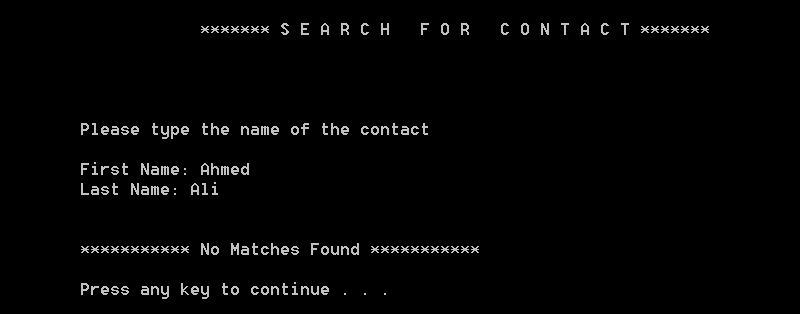 ******* S E A R C H   F O R   C O N T A C T *******
Please type the name of the contact
First Name: Ahmed
Last Name: Ali
*********** No Matches Found ***********
Press any key to continue . . .